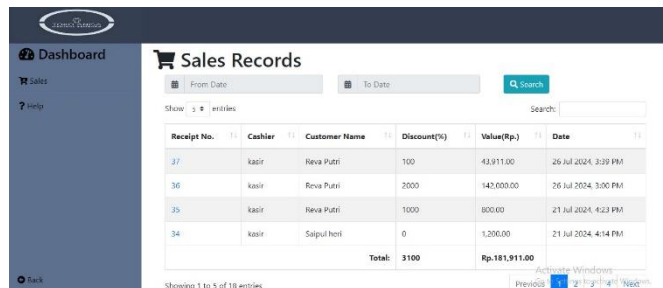 Dashboard
Sales
Help
Back
Sales Records
From Date To Date Search
Show 5 entries Search:
Receipt No. Cashier Customer Name Discount(%) Value(Rp.) Date
37 kasir Reva Putri 100 43,911.00 26 Jul 2024, 3:39 PM
36 kasir Reva Putri 2000 142,000.00 26 Jul 2024, 3:00 PM
35 kasir Reva Putri 1000 800.00 21 Jul 2024, 4:23 PM
34 kasir Saipul heri 0 1,200.00 21 Jul 2024, 4:14 PM
Total: 3100 Rp.181,911.00
Activate Windows
Showing 1 to 5 of 18 entries Previous 1 2 3 4 Next